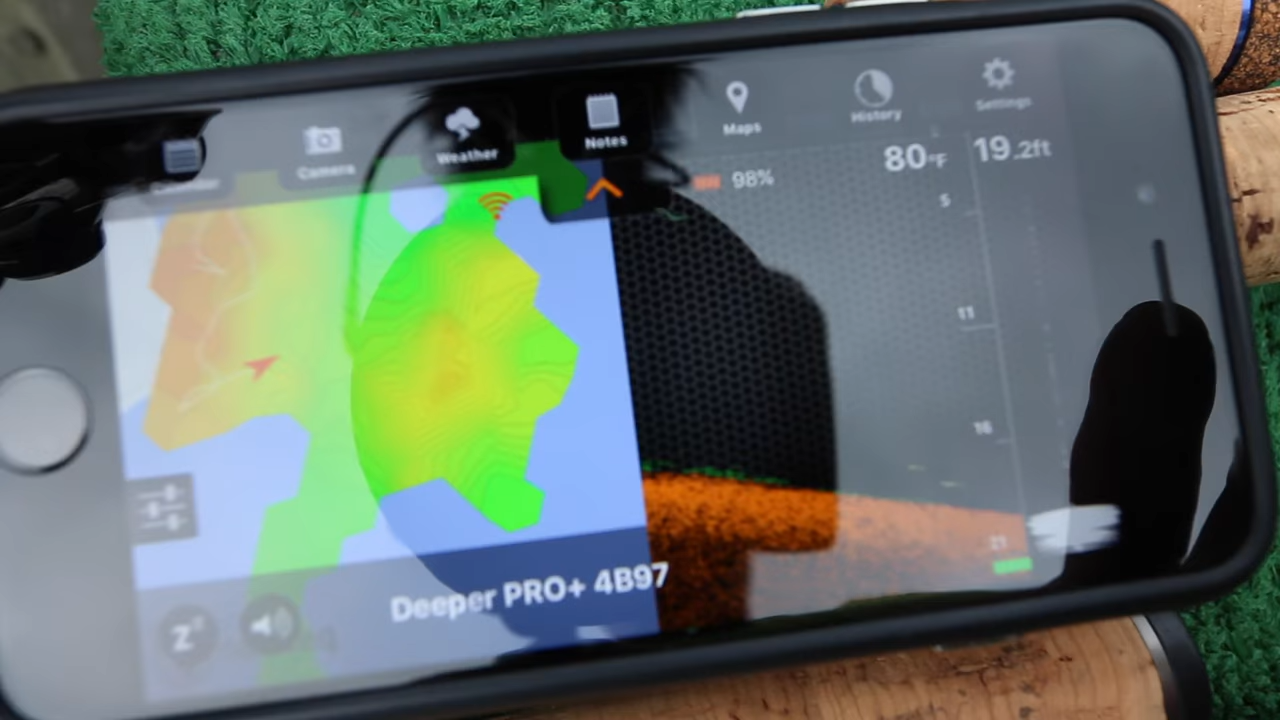 Camera
Weather
Notes
Maps
History
Settings
98%
80°F
19.2ft
5
11
16
21
Deeper PRO+ 4B97
Z